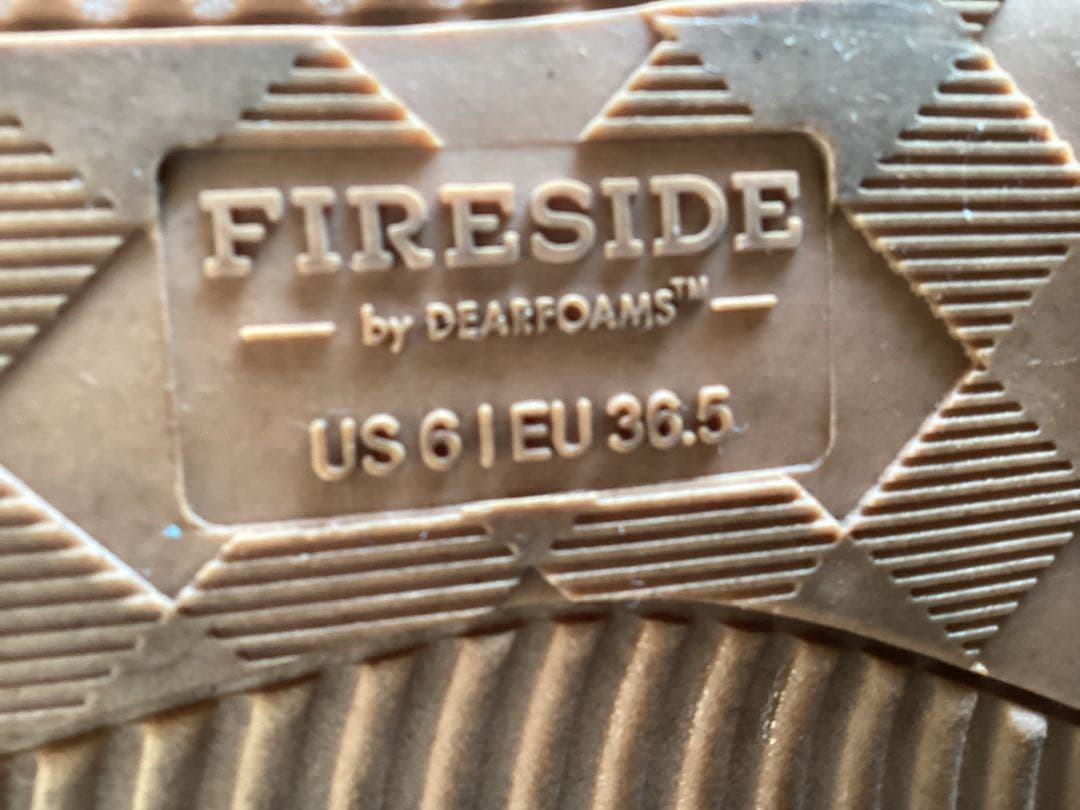 FIRESIDE
by DEARFOAMS™
US 6 | EU 36.5